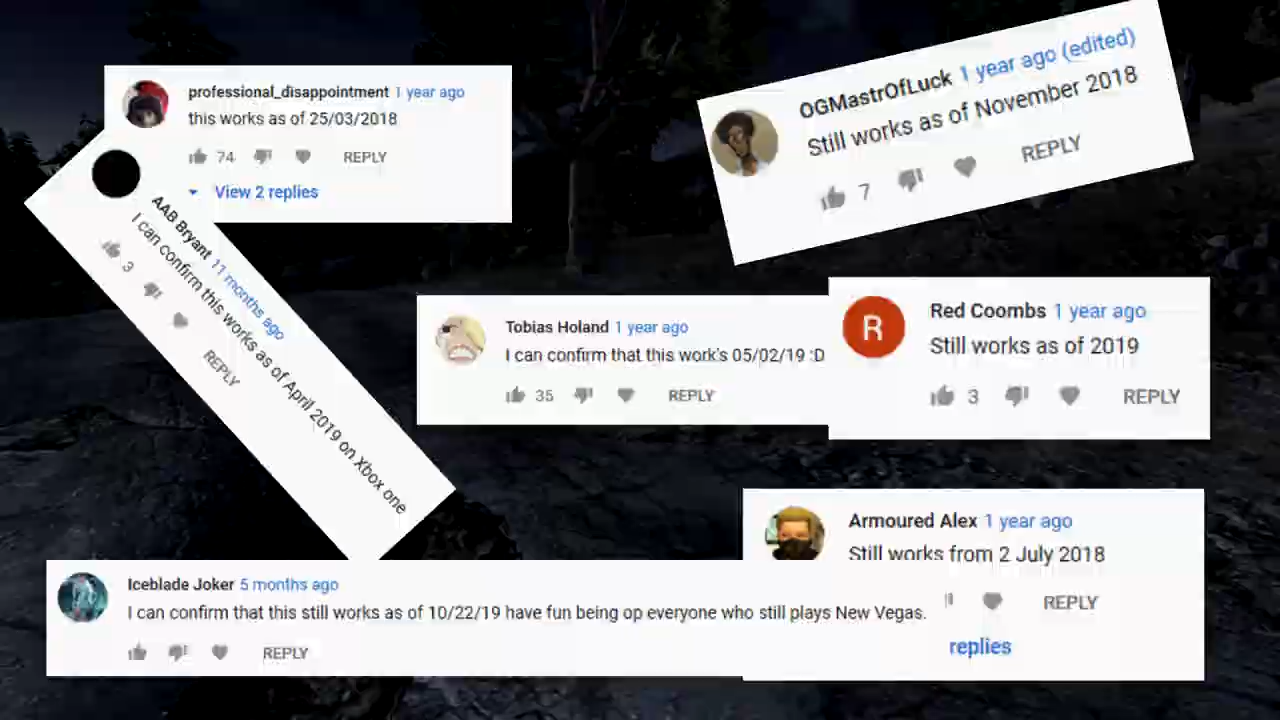 professional_disappointment 1 year ago
this works as of 25/03/2018
74 REPLY
View 2 replies
OGMastrOfLuck 1 year ago (edited)
Still works as of November 2018
7 REPLY
AAB Bryant 11 months ago
I can confirm this works as of April 2019 on Xbox one
3 REPLY
Tobias Holand 1 year ago
I can confirm that this work's 05/02/19 :D
35 REPLY
R
Red Coombs 1 year ago
Still works as of 2019
3 REPLY
Armoured Alex 1 year ago
Still works from 2 July 2018
REPLY
replies
Iceblade Joker 5 months ago
I can confirm that this still works as of 10/22/19 have fun being op everyone who still plays New Vegas.
REPLY